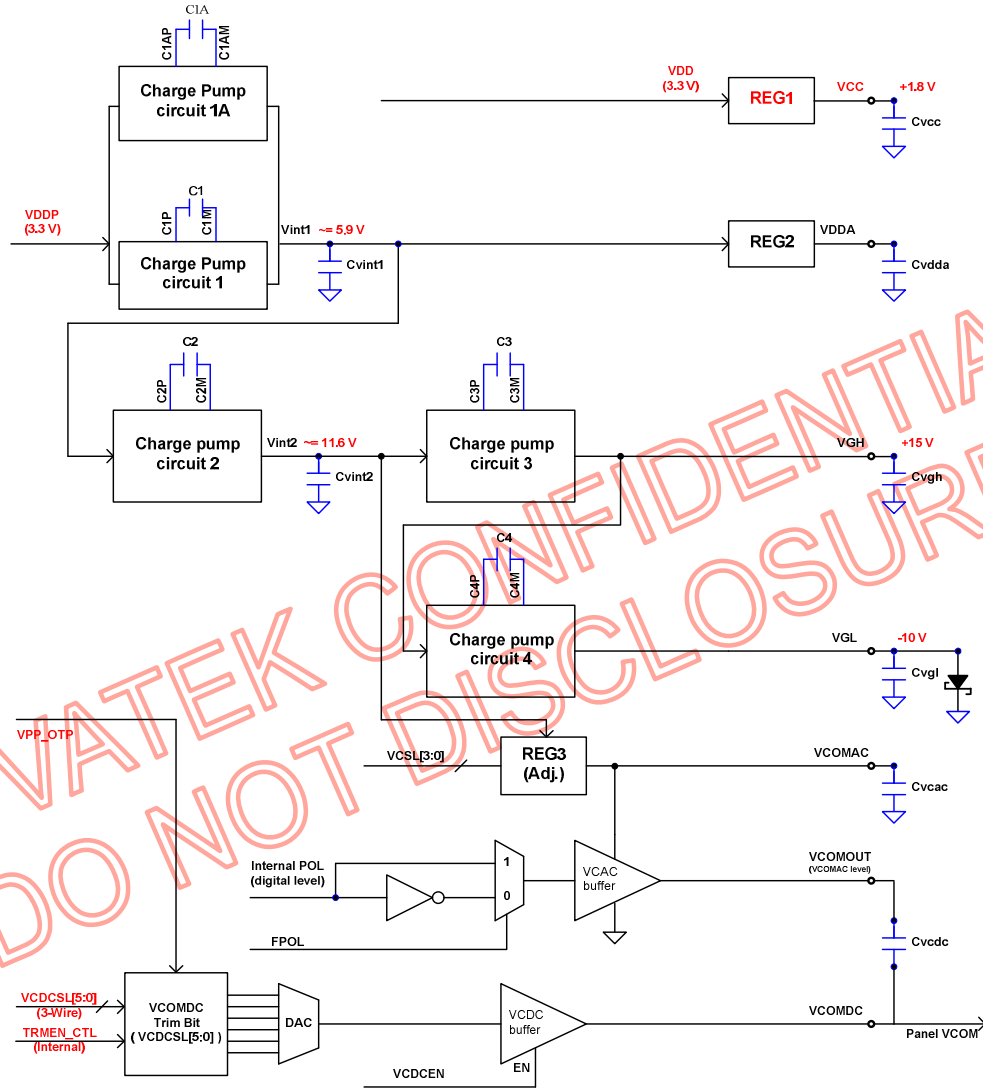 C1A
C1AP
C1AM
Charge Pump
circuit 1A
VDD
(3.3 V)
REG1
VCC
+1.8 V
Cvcc
C1
C1P
C1M
VDDP
(3.3 V)
Charge Pump
circuit 1
Vint1
~= 5.9 V
Cvint1
REG2
VDDA
Cvdda
C2
C2P
C2M
Charge pump
circuit 2
Vint2
~= 11.6 V
Cvint2
C3
C3P
C3M
Charge pump
circuit 3
VGH
+15 V
Cvgh
C4
C4P
C4M
Charge pump
circuit 4
VGL
-10 V
Cvgl
VPP_OTP
VCSL[3:0]
REG3
(Adj.)
VCOMAC
Cvcac
Internal POL
(digital level)
1
0
FPOL
VCAC
buffer
VCOMOUT
(VCOMAC level)
Cvcdc
VCDCSL[5:0]
(3-Wire)
TRMEN_CTL
(Internal)
VCOMDC
Trim Bit
( VCDCSL[5:0] )
DAC
VCDC
buffer
EN
VCDCEN
VCOMDC
Panel VCOM
VATEK CONFIDENTIA
DO NOT DISCLOSURE